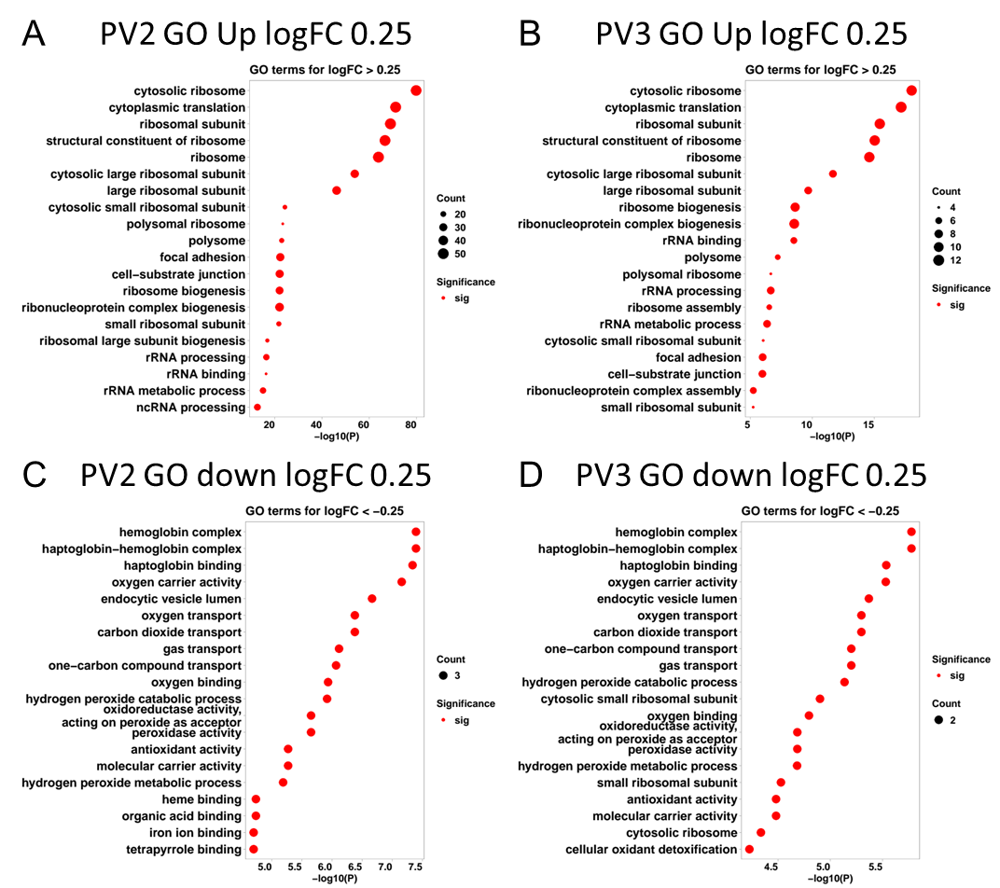 A PV2 GO Up logFC 0.25
GO terms for logFC > 0.25
cytosolic ribosome
cytoplasmic translation
ribosomal subunit
structural constituent of ribosome
ribosome
cytosolic large ribosomal subunit
large ribosomal subunit
cytosolic small ribosomal subunit
polysomal ribosome
polysome
focal adhesion
cell−substrate junction
ribosome biogenesis
ribonucleoprotein complex biogenesis
small ribosomal subunit
ribosomal large subunit biogenesis
rRNA processing
rRNA binding
rRNA metabolic process
ncRNA processing
20 40 60 80
−log10(P)
Count
20
30
40
50
Significance
sig
B PV3 GO Up logFC 0.25
GO terms for logFC > 0.25
cytosolic ribosome
cytoplasmic translation
ribosomal subunit
structural constituent of ribosome
ribosome
cytosolic large ribosomal subunit
large ribosomal subunit
ribosome biogenesis
ribonucleoprotein complex biogenesis
rRNA binding
polysome
polysomal ribosome
rRNA processing
ribosome assembly
rRNA metabolic process
cytosolic small ribosomal subunit
focal adhesion
cell−substrate junction
ribonucleoprotein complex assembly
small ribosomal subunit
5 10 15
−log10(P)
Count
4
6
8
10
12
Significance
sig
C PV2 GO down logFC 0.25
GO terms for logFC < −0.25
hemoglobin complex
haptoglobin−hemoglobin complex
haptoglobin binding
oxygen carrier activity
endocytic vesicle lumen
oxygen transport
carbon dioxide transport
gas transport
one−carbon compound transport
oxygen binding
hydrogen peroxide catabolic process
oxidoreductase activity,
acting on peroxide as acceptor
peroxidase activity
antioxidant activity
molecular carrier activity
hydrogen peroxide metabolic process
heme binding
organic acid binding
iron ion binding
tetrapyrrole binding
5.0 5.5 6.0 6.5 7.0 7.5
−log10(P)
Count
3
Significance
sig
D PV3 GO down logFC 0.25
GO terms for logFC < −0.25
hemoglobin complex
haptoglobin−hemoglobin complex
haptoglobin binding
oxygen carrier activity
endocytic vesicle lumen
oxygen transport
carbon dioxide transport
one−carbon compound transport
gas transport
hydrogen peroxide catabolic process
cytosolic small ribosomal subunit
oxygen binding
oxidoreductase activity,
acting on peroxide as acceptor
peroxidase activity
hydrogen peroxide metabolic process
small ribosomal subunit
antioxidant activity
molecular carrier activity
cytosolic ribosome
cellular oxidant detoxification
4.5 5.0 5.5
−log10(P)
Significance
sig
Count
2